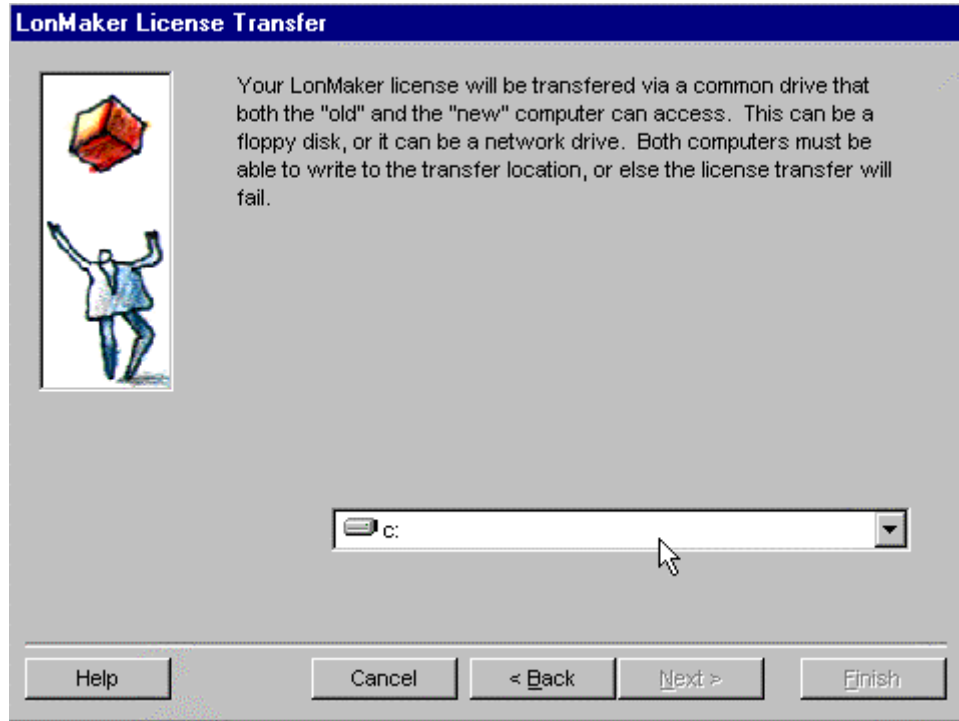 LonMaker License Transfer
Your LonMaker license will be transfered via a common drive that
both the "old" and the "new" computer can access. This can be a
floppy disk, or it can be a network drive. Both computers must be
able to write to the transfer location, or else the license transfer will
fail.
c:
Help
Cancel
< Back
Next >
Finish